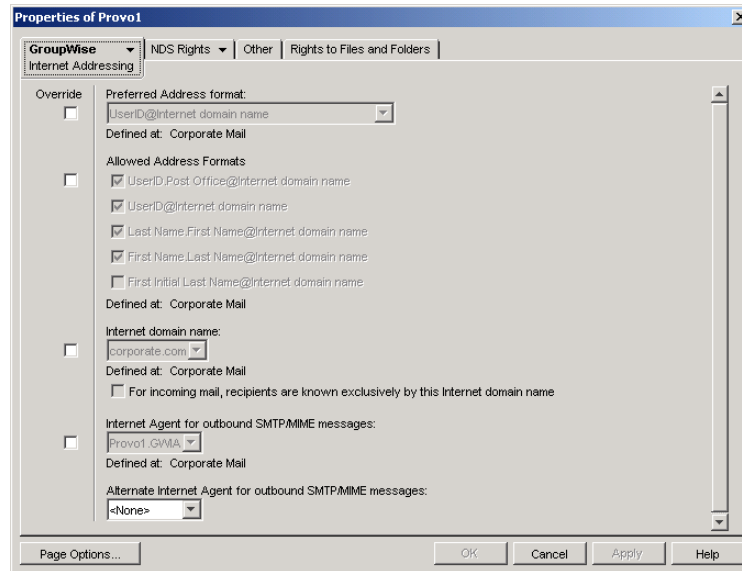 Properties of Provo1
GroupWise NDS Rights Other Rights to Files and Folders
Internet Addressing
Override Preferred Address format:
UserID@Internet domain name
Defined at: Corporate Mail
Allowed Address Formats
UserID.Post Office@Internet domain name
UserID@Internet domain name
Last Name.First Name@Internet domain name
First Name.Last Name@Internet domain name
First Initial Last Name@Internet domain name
Defined at: Corporate Mail
Internet domain name:
corporate.com
Defined at: Corporate Mail
For incoming mail, recipients are known exclusively by this Internet domain name
Internet Agent for outbound SMTP/MIME messages:
Provo1.GWIA
Defined at: Corporate Mail
Alternate Internet Agent for outbound SMTP/MIME messages:
<None>
Page Options... OK Cancel Apply Help